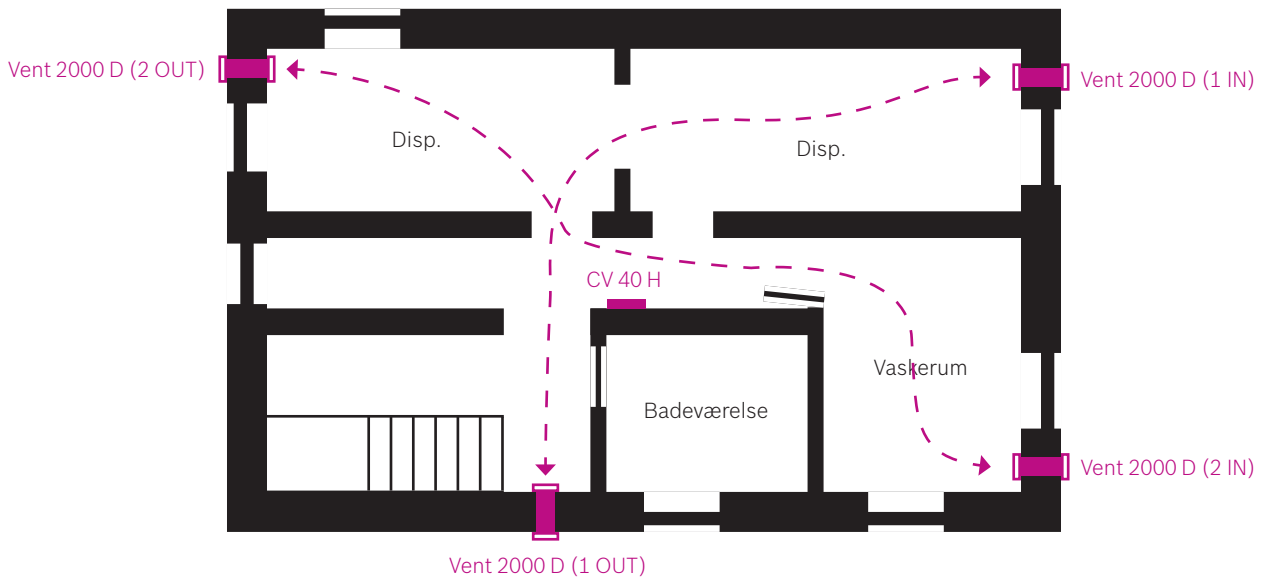 Vent 2000 D (2 OUT)
Vent 2000 D (1 IN)
Disp.
Disp.
CV 40 H
Vaskerum
Badeværelse
Vent 2000 D (2 IN)
Vent 2000 D (1 OUT)